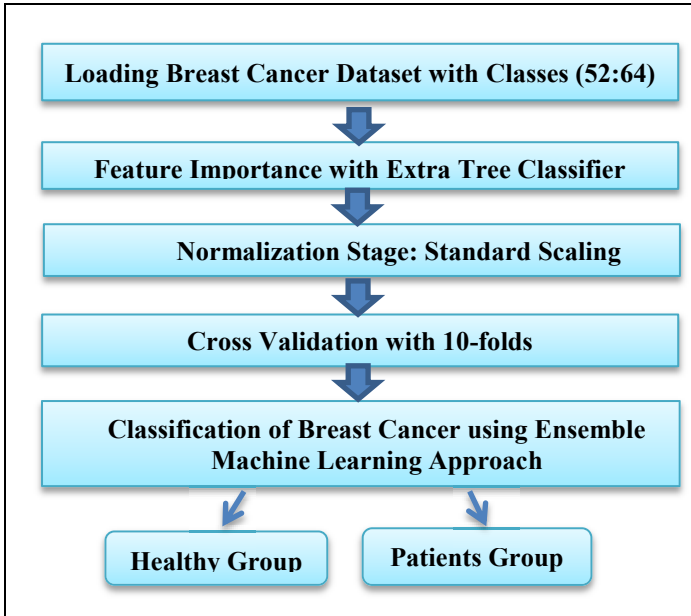 Loading Breast Cancer Dataset with Classes (52:64)
Feature Importance with Extra Tree Classifier
Normalization Stage: Standard Scaling
Cross Validation with 10-folds
Classification of Breast Cancer using Ensemble
Machine Learning Approach
Healthy Group
Patients Group